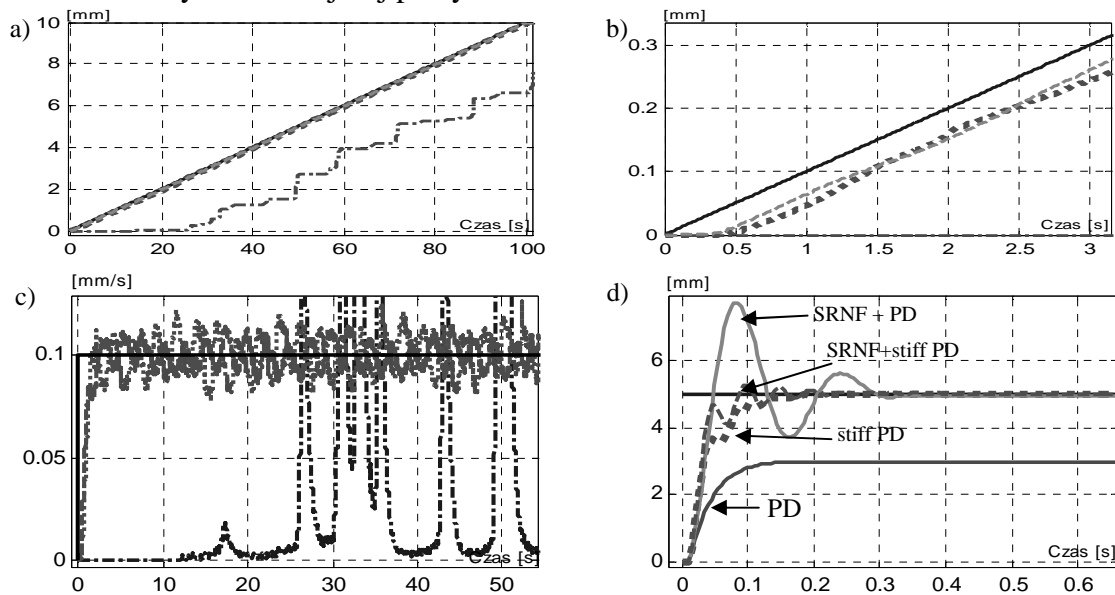 [mm]
a)
10
8
6
4
2
0
0
20
40
60
80
100
Czas [s]
[mm]
b)
0.3
0.2
0.1
0
0
0.5
1
1.5
2
2.5
3
Czas [s]
[mm/s]
c)
0.1
0.05
0
0
10
20
30
40
50
Czas [s]
[mm]
d)
SRNF + PD
SRNF+stiff PD
stiff PD
PD
6
4
2
0
0
0.1
0.2
0.3
0.4
0.5
0.6
Czas [s]